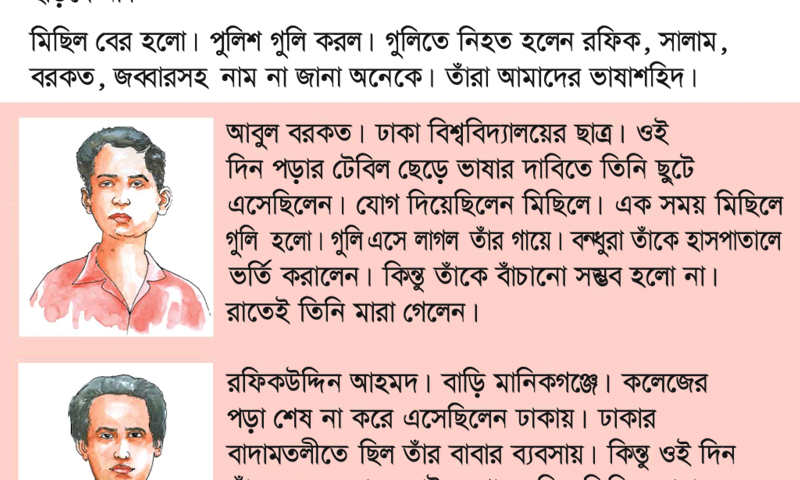 মিছিল বের হলো। পুলিশ গুলি করল। গুলিতে নিহত হলেন রফিক, সালাম,
বরকত, জব্বারসহ নাম না জানা অনেকে। তাঁরা আমাদের ভাষাশহিদ।
আবুল বরকত। ঢাকা বিশ্ববিদ্যালয়ের ছাত্র। ওই
দিন পড়ার টেবিল ছেড়ে ভাষার দাবিতে তিনি ছুটে
এসেছিলেন। যোগ দিয়েছিলেন মিছিলে। এক সময় মিছিলে
গুলি হলো। গুলি এসে লাগল তাঁর গায়ে। বন্ধুরা তাঁকে হাসপাতালে
ভর্তি করালেন। কিন্তু তাঁকে বাঁচানো সম্ভব হলো না।
রাতেই তিনি মারা গেলেন।
রফিকউদ্দিন আহমদ। বাড়ি মানিকগঞ্জে। কলেজের
পড়া শেষ না করে এসেছিলেন ঢাকায়। ঢাকার
বাদামতলীতে ছিল তাঁর বাবার ব্যবসায়। কিন্তু ওই দিন